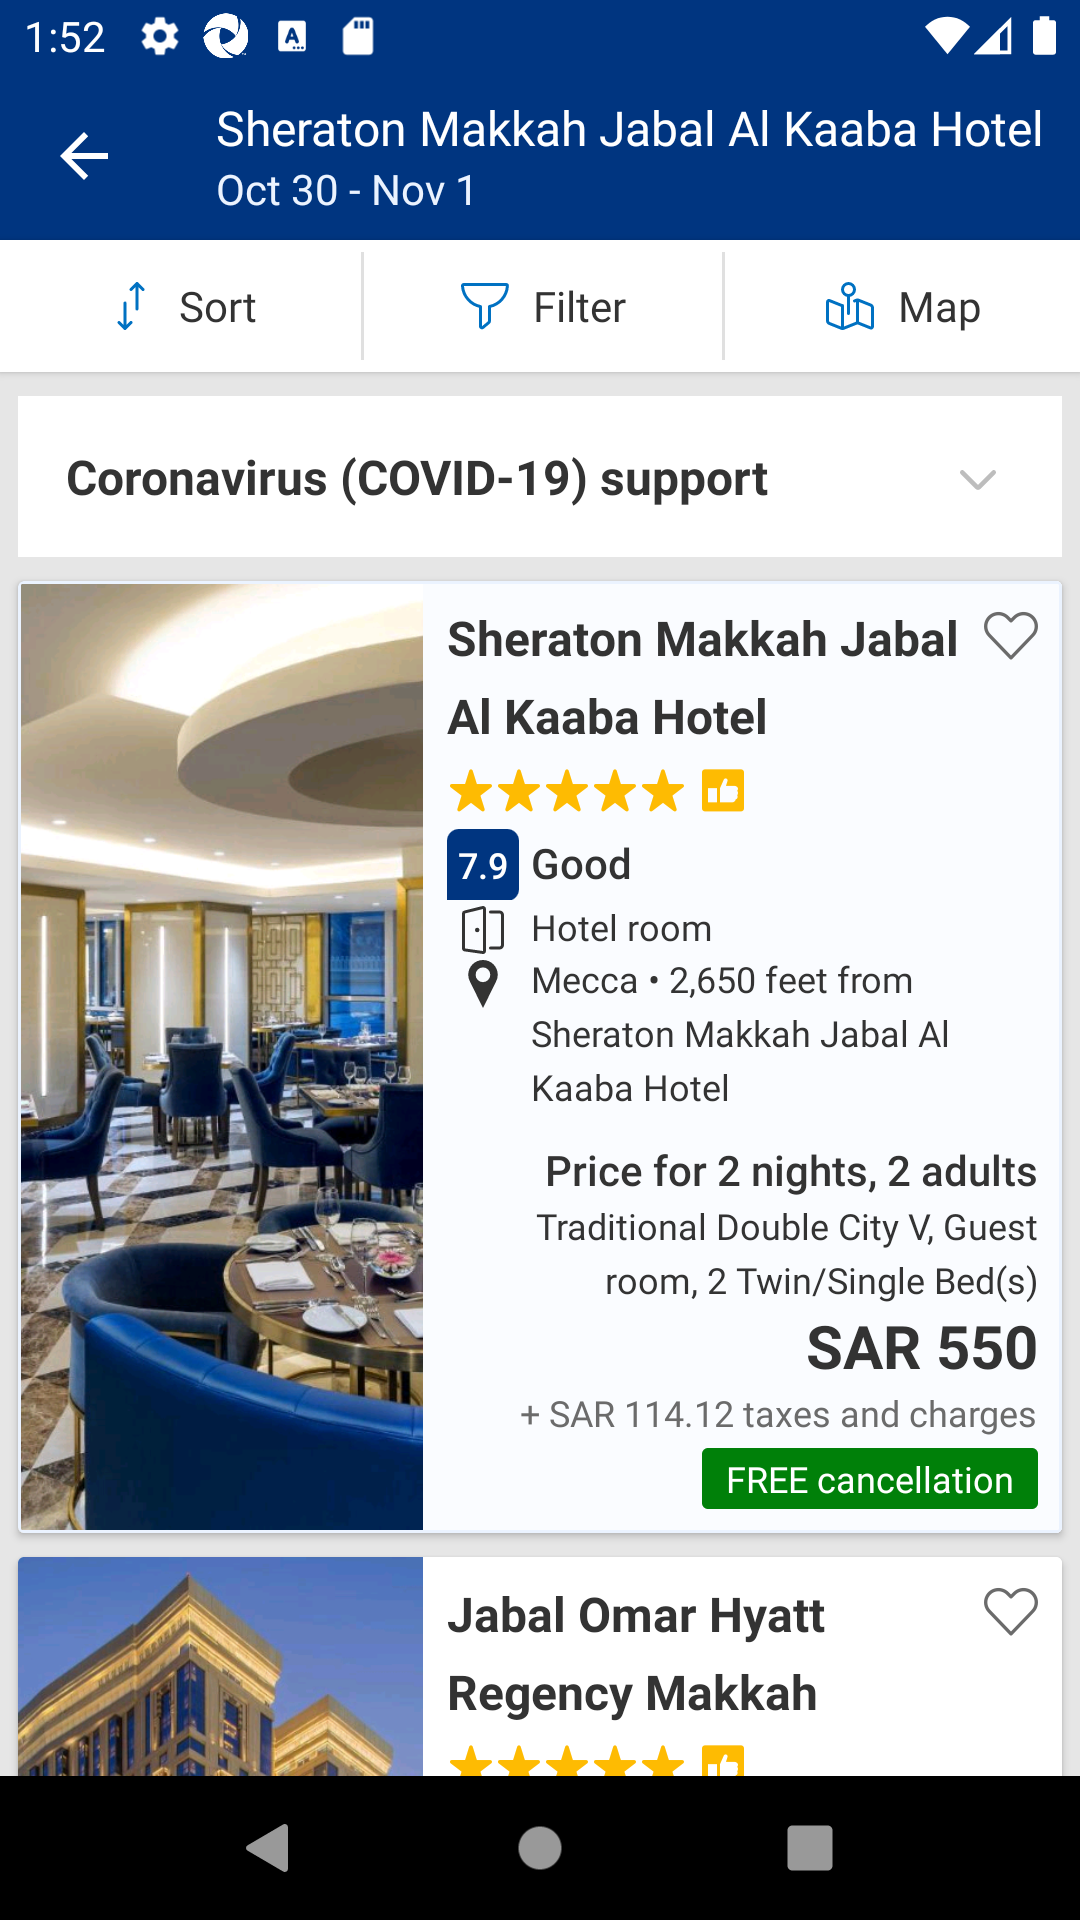 1:52
Sheraton Makkah Jabal Al Kaaba Hotel
Oct 30 - Nov 1
Sort
Filter
Map
Coronavirus (COVID-19) support
Sheraton Makkah Jabal
Al Kaaba Hotel
7.9 Good
Hotel room
Mecca • 2,650 feet from
Sheraton Makkah Jabal Al
Kaaba Hotel
Price for 2 nights, 2 adults
Traditional Double City V, Guest
room, 2 Twin/Single Bed(s)
SAR 550
+ SAR 114.12 taxes and charges
FREE cancellation
Jabal Omar Hyatt
Regency Makkah